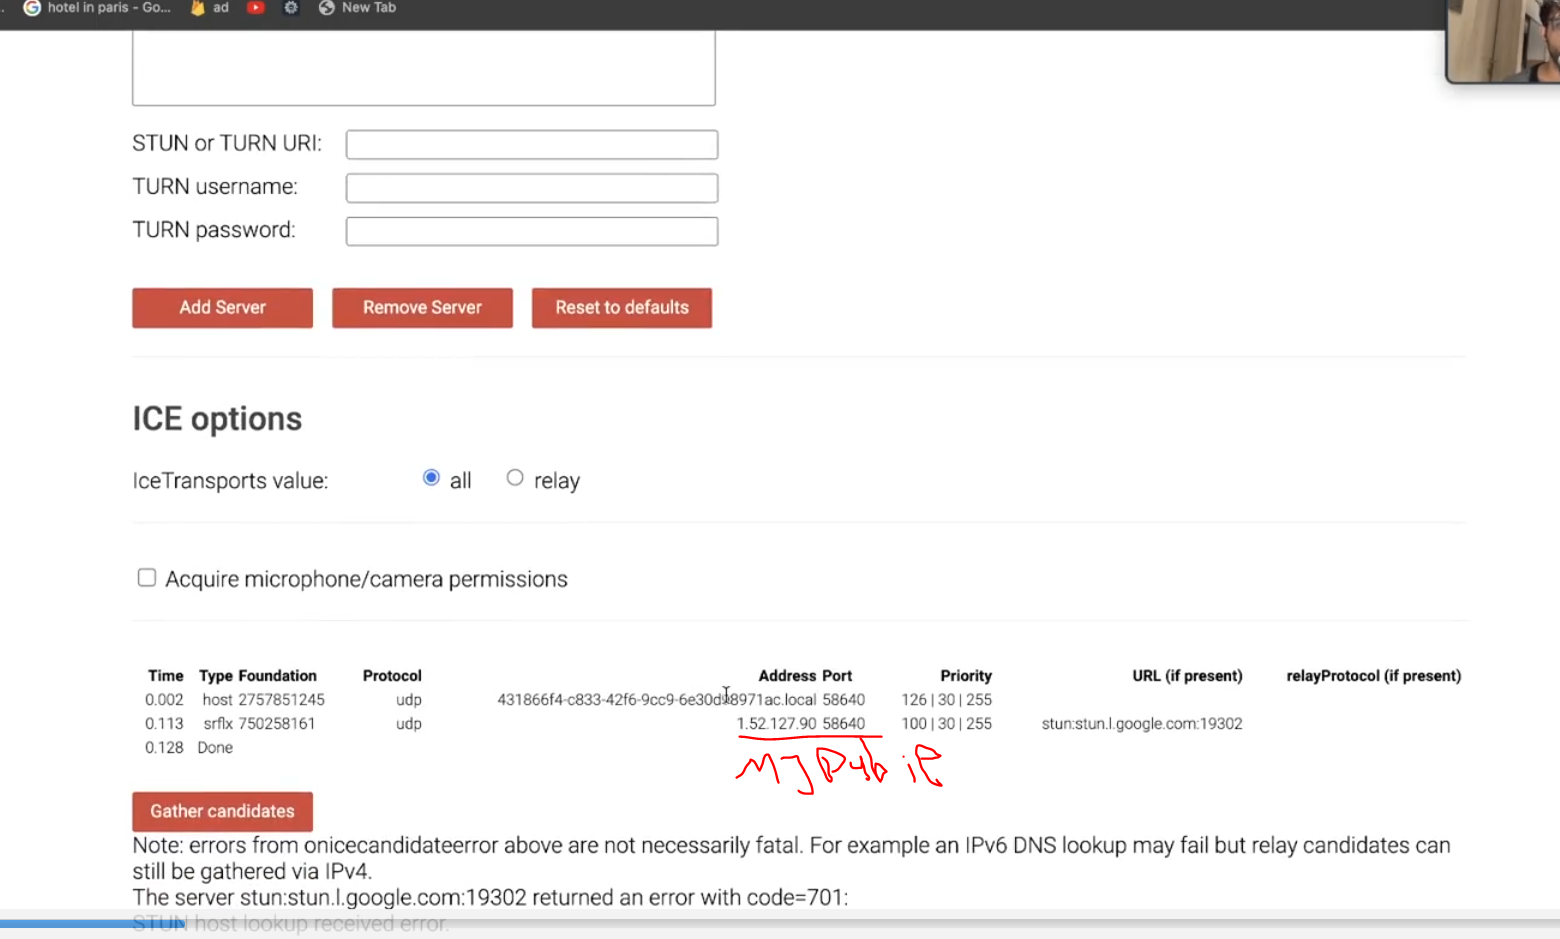 hotel in paris - Go... ad New Tab
STUN or TURN URI:
TURN username:
TURN password:
Add Server Remove Server Reset to defaults
ICE options
IceTransports value: all relay
Acquire microphone/camera permissions
Time Type Foundation Protocol Address Port Priority URL (if present) relayProtocol (if present)
0.002 host 2757851245 udp 431866f4-c833-42f6-9cc9-6e30d98971ac.local 58640 126 | 30 | 255
0.113 srflx 750258161 udp 1.52.127.90 58640 100 | 30 | 255 stun:stun.l.google.com:19302
0.128 Done
My Pub iP
Gather candidates
Note: errors from onicecandidateerror above are not necessarily fatal. For example an IPv6 DNS lookup may fail but relay candidates can
still be gathered via IPv4.
The server stun:stun.l.google.com:19302 returned an error with code=701:
STUN host lookup received error.